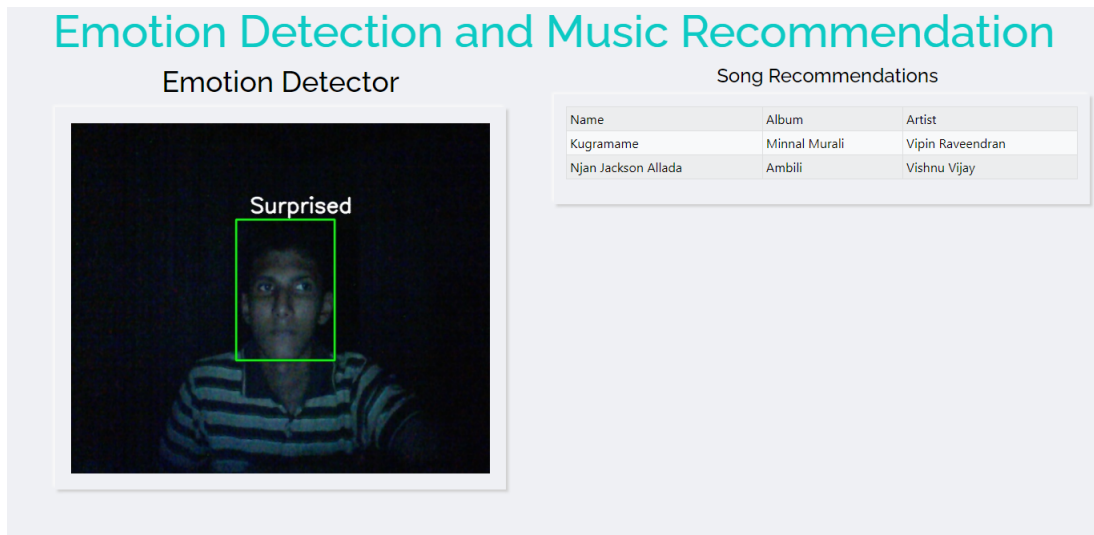 Emotion Detection and Music Recommendation
Emotion Detector
Surprised
Song Recommendations
Name Album Artist
Kugramame Minnal Murali Vipin Raveendran
Njan Jackson Allada Ambili Vishnu Vijay